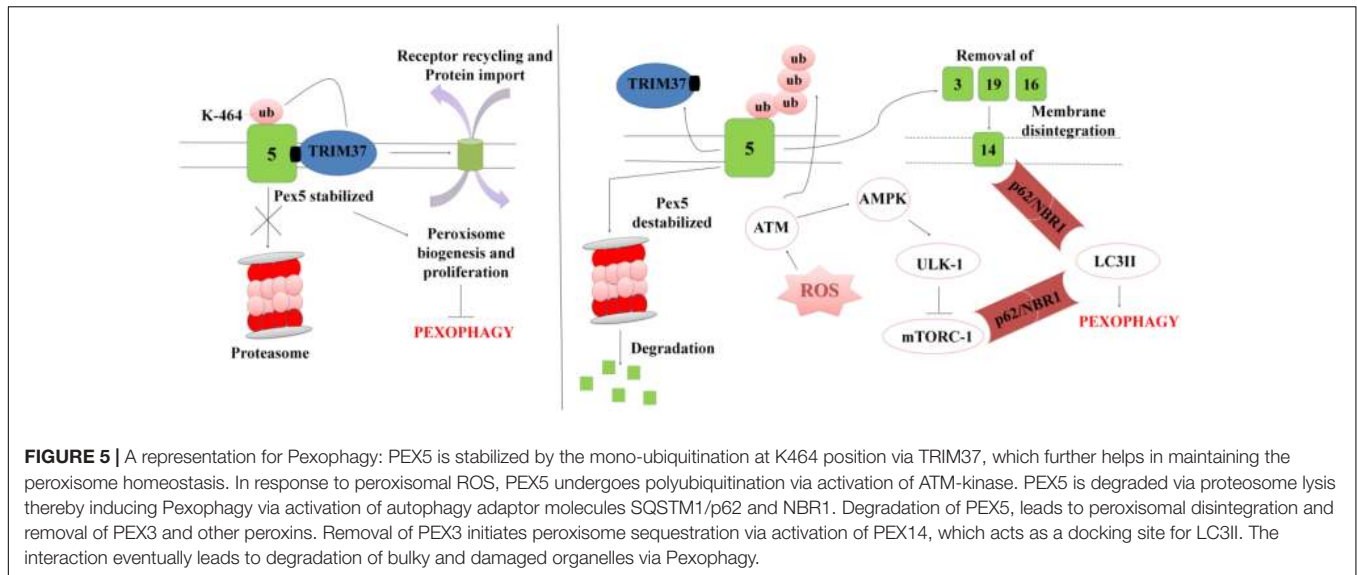 Receptor recycling and
Protein import
K-464
ub
5
TRIM37
Pex5 stabilized
Peroxisome
biogenesis and
proliferation
PEXOPHAGY
Proteasome
TRIM37
ub
ub
ub
ub
ub
5
Pex5
destabilized
Degradation
ATM
AMPK
ROS
ULK-1
mTORC-1
Removal of
3
19
16
Membrane
disintegration
14
p62/NBR1
p62/NBR1
LC3II
PEXOPHAGY
FIGURE 5 | A representation for Pexophagy: PEX5 is stabilized by the mono-ubiquitination at K464 position via TRIM37, which further helps in maintaining the
peroxisome homeostasis. In response to peroxisomal ROS, PEX5 undergoes polyubiquitination via activation of ATM-kinase. PEX5 is degraded via proteosome lysis
thereby inducing Pexophagy via activation of autophagy adaptor molecules SQSTM1/p62 and NBR1. Degradation of PEX5, leads to peroxisomal disintegration and
removal of PEX3 and other peroxins. Removal of PEX3 initiates peroxisome sequestration via activation of PEX14, which acts as a docking site for LC3II. The
interaction eventually leads to degradation of bulky and damaged organelles via Pexophagy.